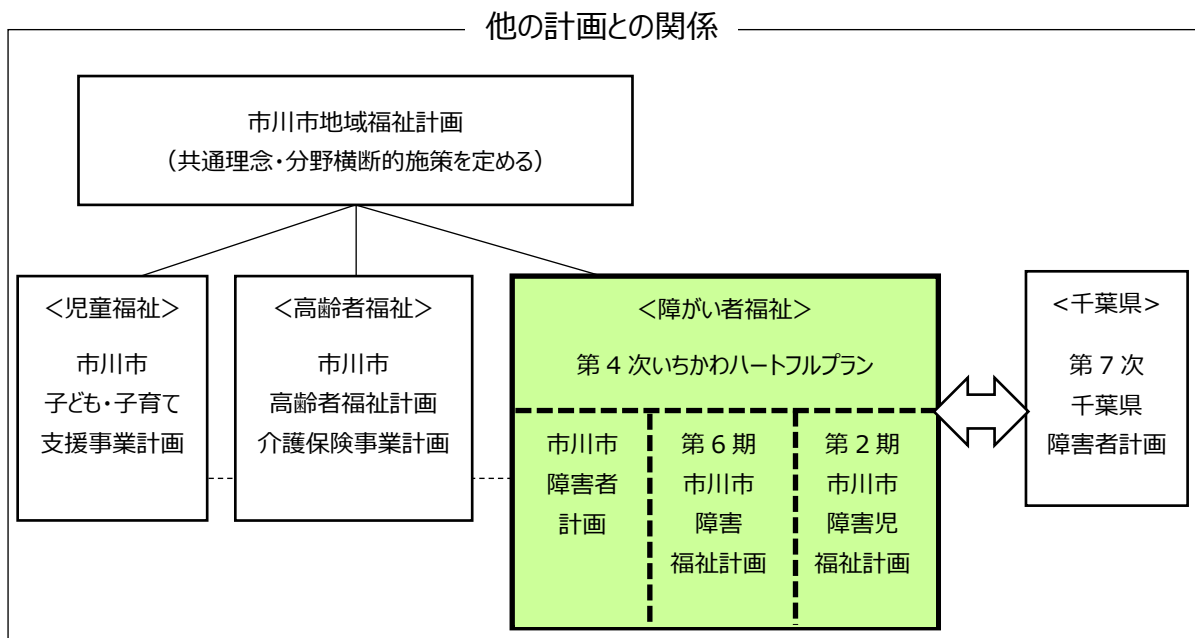 他の計画との関係
市川市地域福祉計画
（共通理念・分野横断的施策を定める）
＜児童福祉＞
市川市
子ども・子育て
支援事業計画
＜高齢者福祉＞
市川市
高齢者福祉計画
介護保険事業計画
＜障がい者福祉＞
第４次いちかわハートフルプラン
市川市
障害者
計画
第６期
市川市
障害
福祉計画
第２期
市川市
障害児
福祉計画
＜千葉県＞
第７次
千葉県
障害者計画